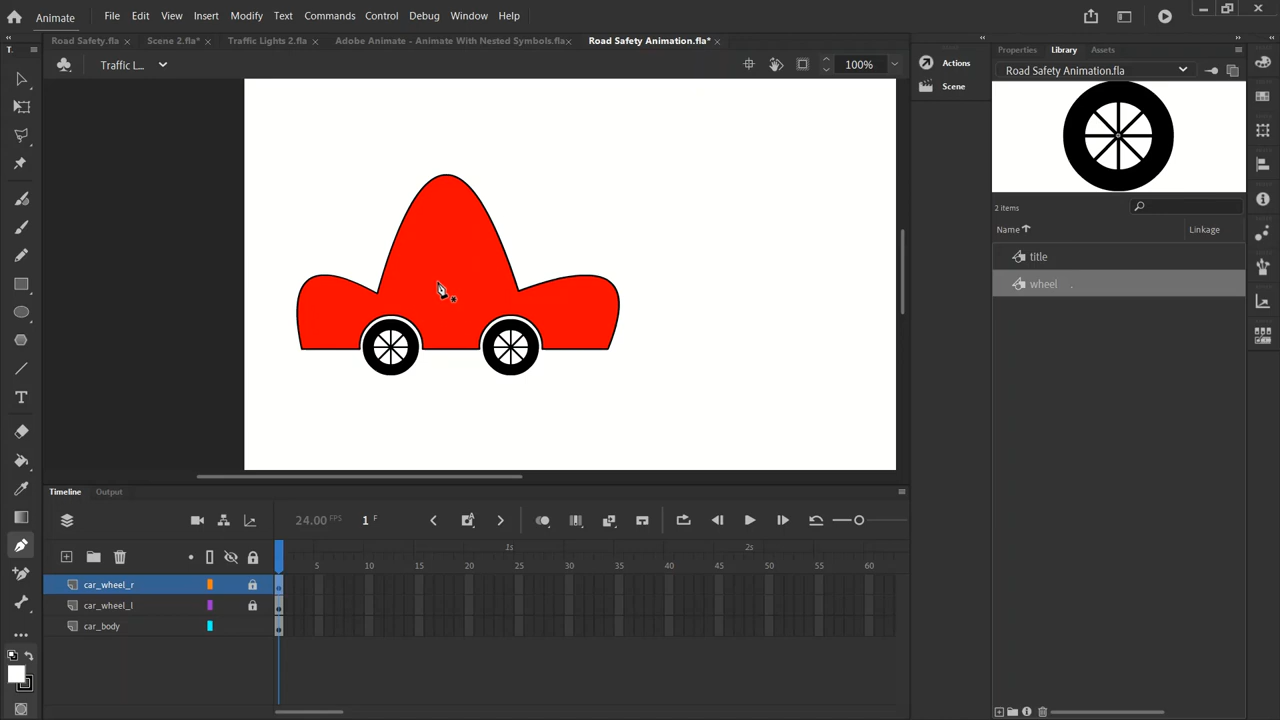 Animate File Edit View Insert Modify Text Commands Control Debug Window Help
Road Safety.fla × Scene 2.fla* × Traffic Lights 2.fla × Adobe Animate - Animate With Nested Symbols.fla × Road Safety Animation.fla* ×
T.
Traffic L... 100%
Actions
Scene
Properties Library Assets
Road Safety Animation.fla
2 items
Name Linkage
title
wheel
Timeline Output
24.00 FPS 1 F
1s 2s
5 10 15 20 25 30 35 40 45 50 55 60
car_wheel_r
car_wheel_l
car_body